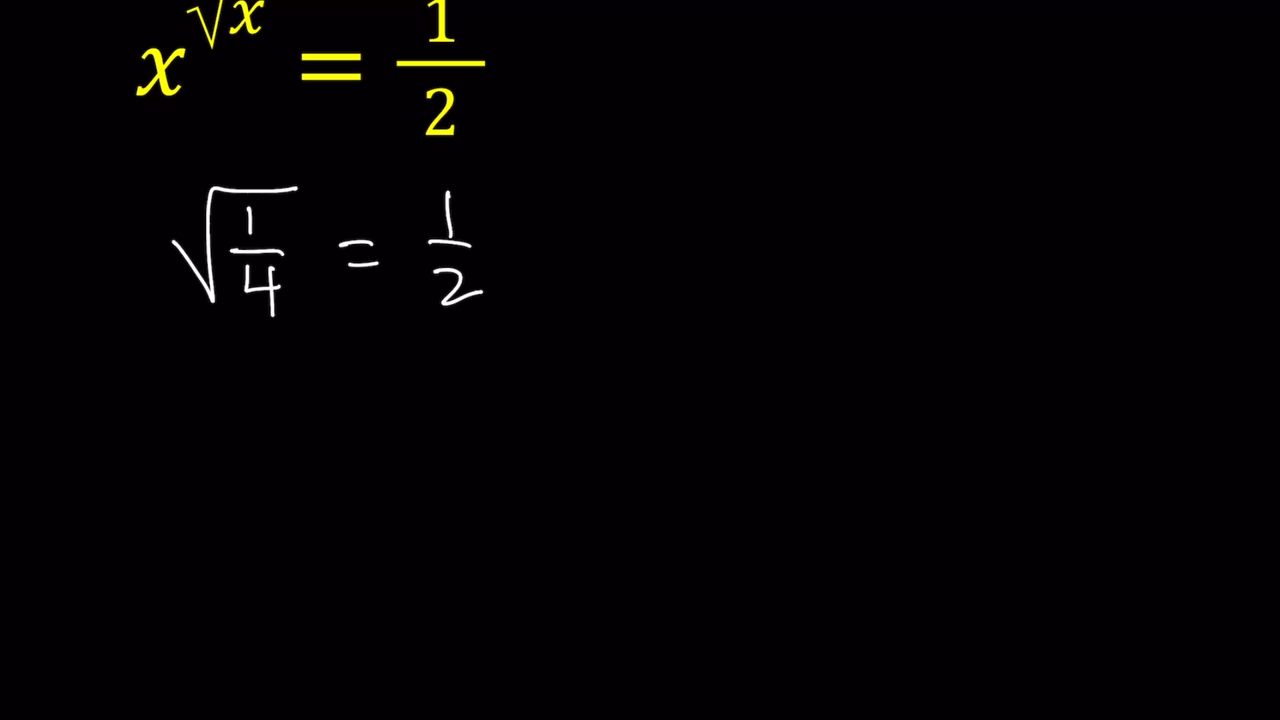 x^√x = 1/2
√(1/4) = 1/2